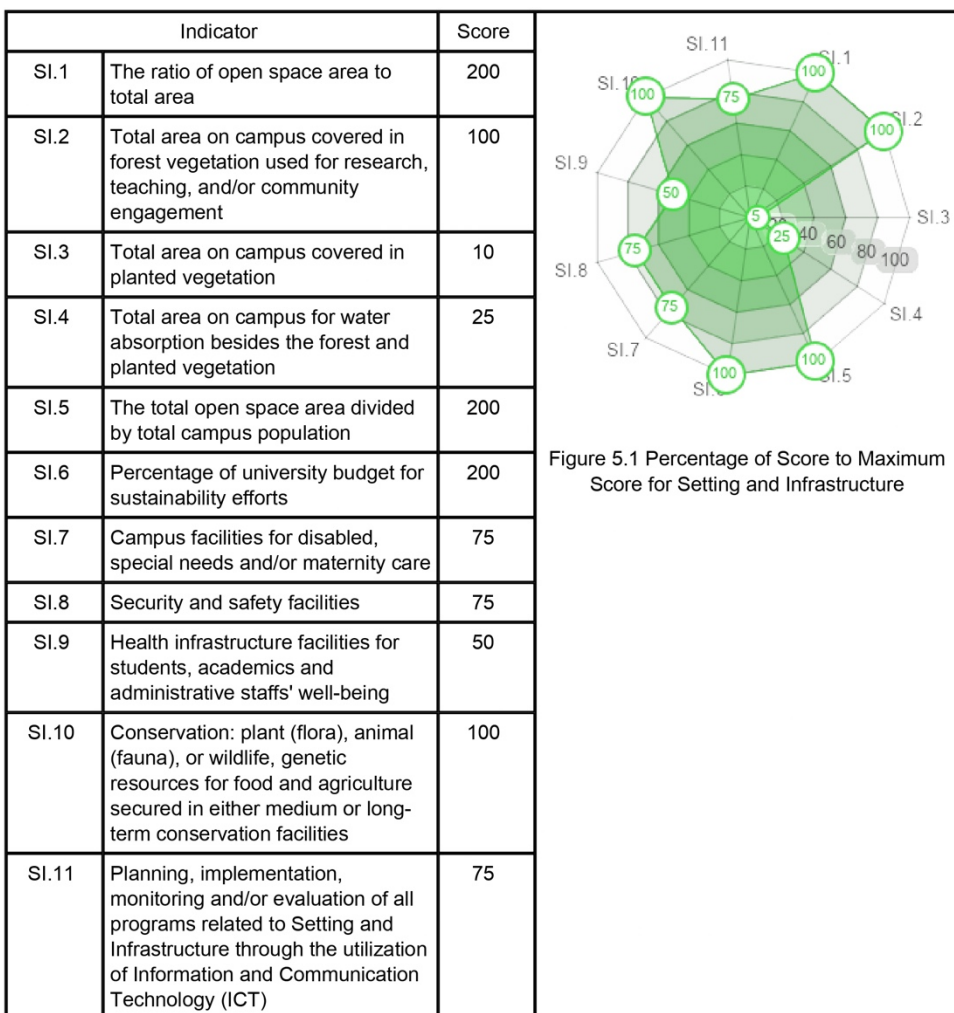 Indicator Score
SI.1 The ratio of open space area to
total area 200
SI.2 Total area on campus covered in
forest vegetation used for research,
teaching, and/or community
engagement 100
SI.3 Total area on campus covered in
planted vegetation 10
SI.4 Total area on campus for water
absorption besides the forest and
planted vegetation 25
SI.5 The total open space area divided
by total campus population 200
SI.6 Percentage of university budget for
sustainability efforts 200
SI.7 Campus facilities for disabled,
special needs and/or maternity care 75
SI.8 Security and safety facilities 75
SI.9 Health infrastructure facilities for
students, academics and
administrative staffs' well-being 50
SI.10 Conservation: plant (flora), animal
(fauna), or wildlife, genetic
resources for food and agriculture
secured in either medium or long-
term conservation facilities 100
SI.11 Planning, implementation,
monitoring and/or evaluation of all
programs related to Setting and
Infrastructure through the utilization
of Information and Communication
Technology (ICT) 75
SI.11
100
100
75
100
SI.9
50
SI.3
5
25
40
60
80
100
75
SI.8
75
SI.4
SI.7
100
100
Figure 5.1 Percentage of Score to Maximum
Score for Setting and Infrastructure